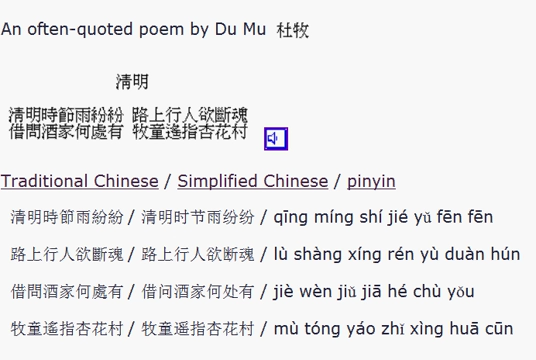 An often-quoted poem by Du Mu 杜牧
清明
清明時節雨紛紛 路上行人欲斷魂
借問酒家何處有 牧童遙指杏花村
Traditional Chinese / Simplified Chinese / pinyin
清明時節雨紛紛 / 清明时节雨纷纷 / qīng míng shí jié yǔ fēn fēn
路上行人欲斷魂 / 路上行人欲断魂 / lù shàng xíng rén yù duàn hún
借問酒家何處有 / 借问酒家何处有 / jiè wèn jiǔ jiā hé chù yǒu
牧童遙指杏花村 / 牧童遥指杏花村 / mù tóng yáo zhǐ xìng huā cūn